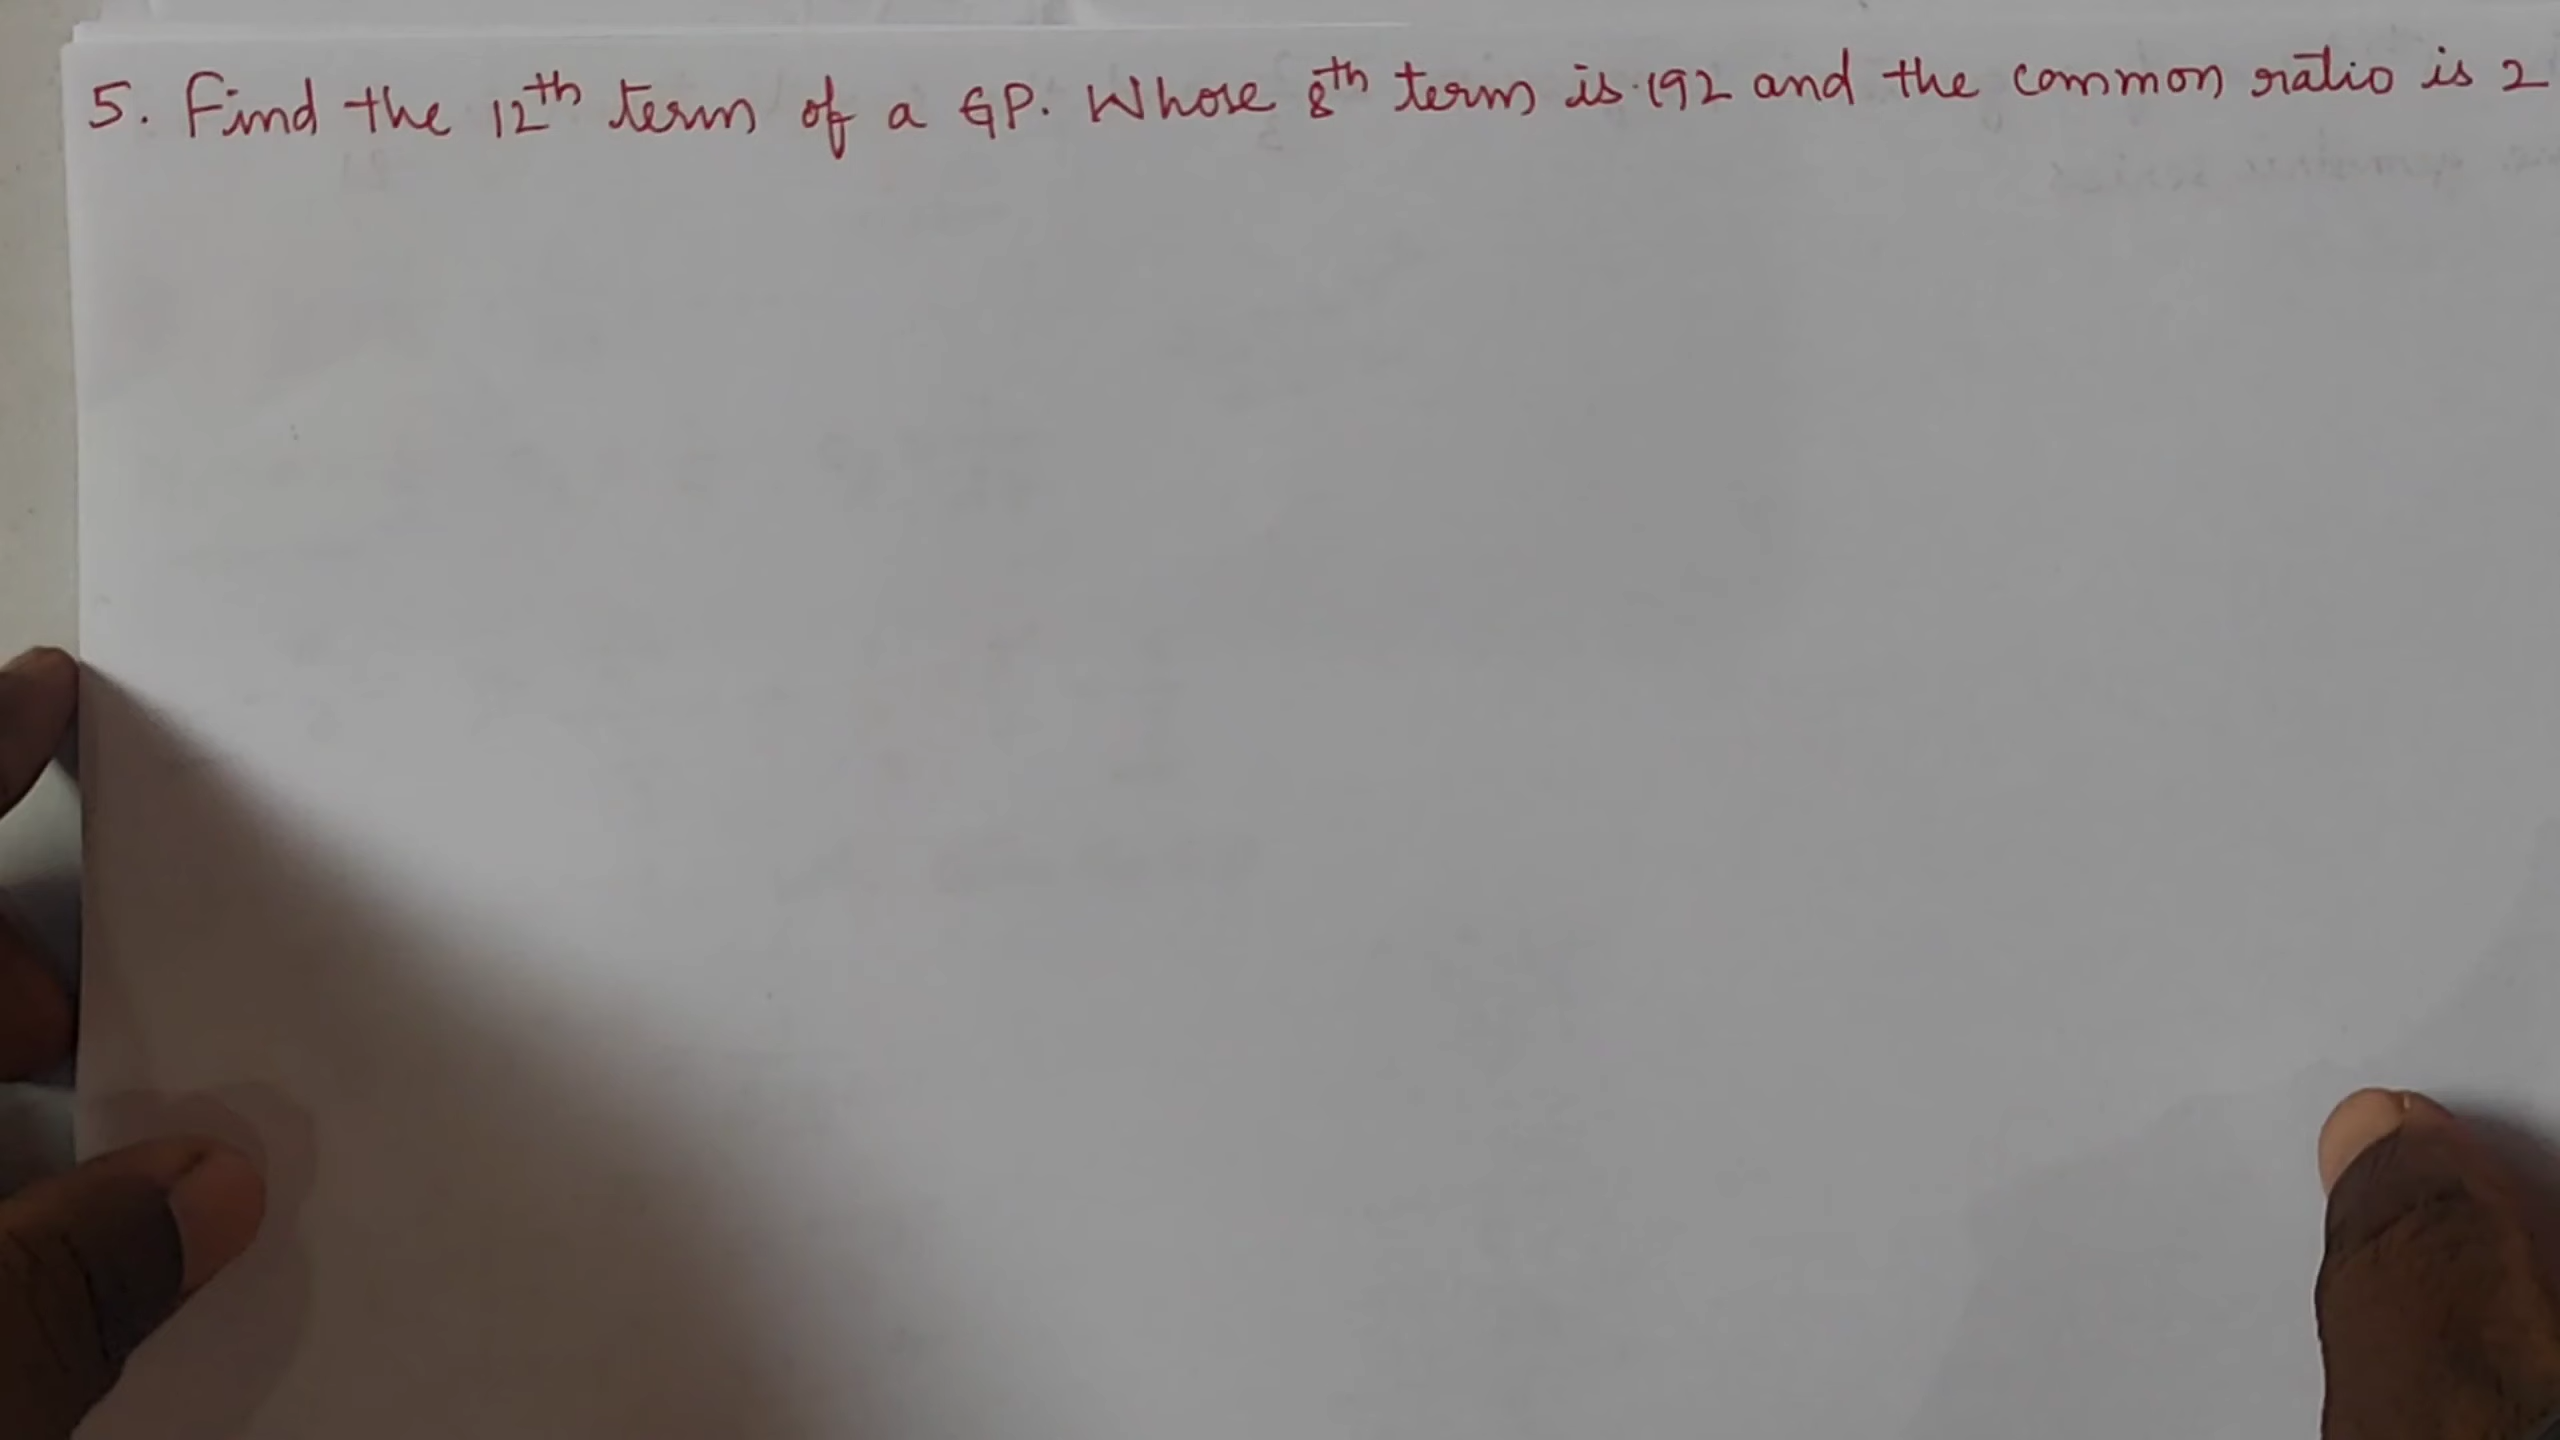 5. Find the 12th term of a GP. Whose 8th term is 192 and the common ratio is 2